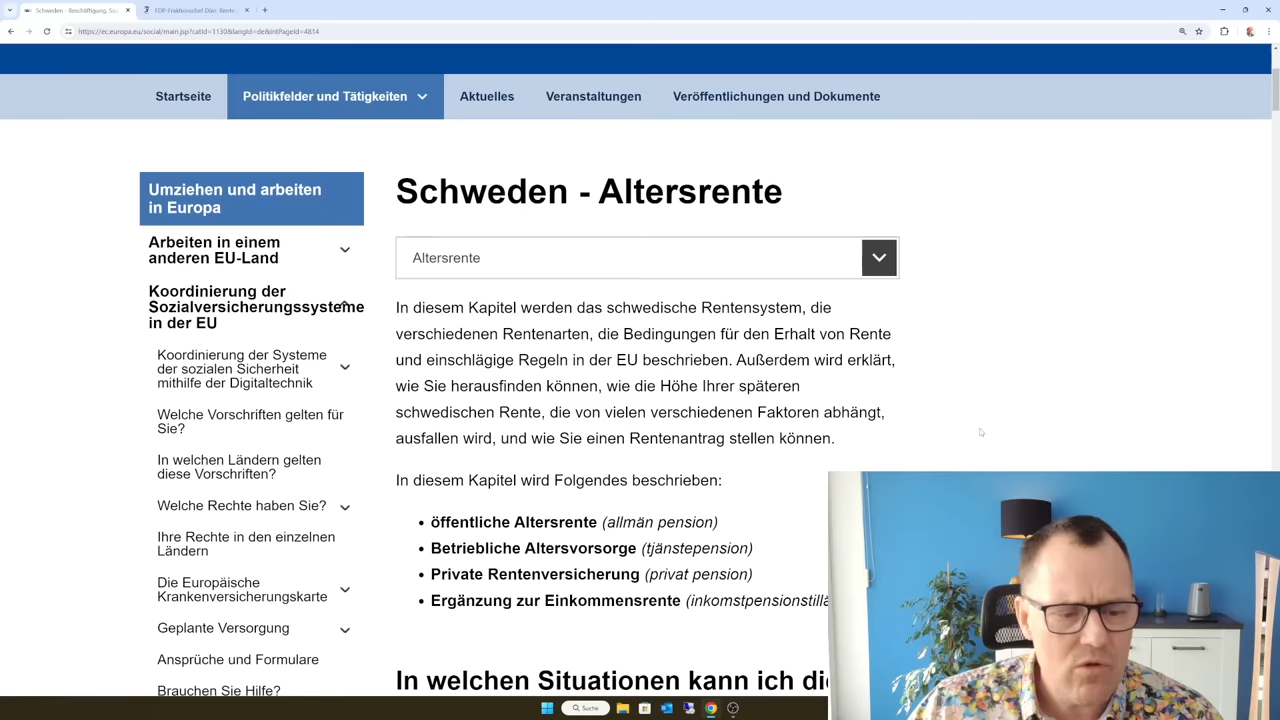 Schweden - Beschäftigung, Soz
FDP-Fraktionschef Dürr: Rente
https://ec.europa.eu/social/main.jsp?catId=1130&langId=de&intPageId=4814
Startseite
Politikfelder und Tätigkeiten
Aktuelles
Veranstaltungen
Veröffentlichungen und Dokumente
Umziehen und arbeiten
in Europa
Arbeiten in einem
anderen EU-Land
Koordinierung der
Sozialversicherungssysteme
in der EU
Koordinierung der Systeme
der sozialen Sicherheit
mithilfe der Digitaltechnik
Welche Vorschriften gelten für
Sie?
In welchen Ländern gelten
diese Vorschriften?
Welche Rechte haben Sie?
Ihre Rechte in den einzelnen
Ländern
Die Europäische
Krankenversicherungskarte
Geplante Versorgung
Ansprüche und Formulare
Brauchen Sie Hilfe?
Schweden - Altersrente
Altersrente
In diesem Kapitel werden das schwedische Rentensystem, die
verschiedenen Rentenarten, die Bedingungen für den Erhalt von Rente
und einschlägige Regeln in der EU beschrieben. Außerdem wird erklärt,
wie Sie herausfinden können, wie die Höhe Ihrer späteren
schwedischen Rente, die von vielen verschiedenen Faktoren abhängt,
ausfallen wird, und wie Sie einen Rentenantrag stellen können.
In diesem Kapitel wird Folgendes beschrieben:
• öffentliche Altersrente (allmän pension)
• Betriebliche Altersvorsorge (tjänstepension)
• Private Rentenversicherung (privat pension)
• Ergänzung zur Einkommensrente (inkomstpensionstillä
In welchen Situationen kann ich di
Suche